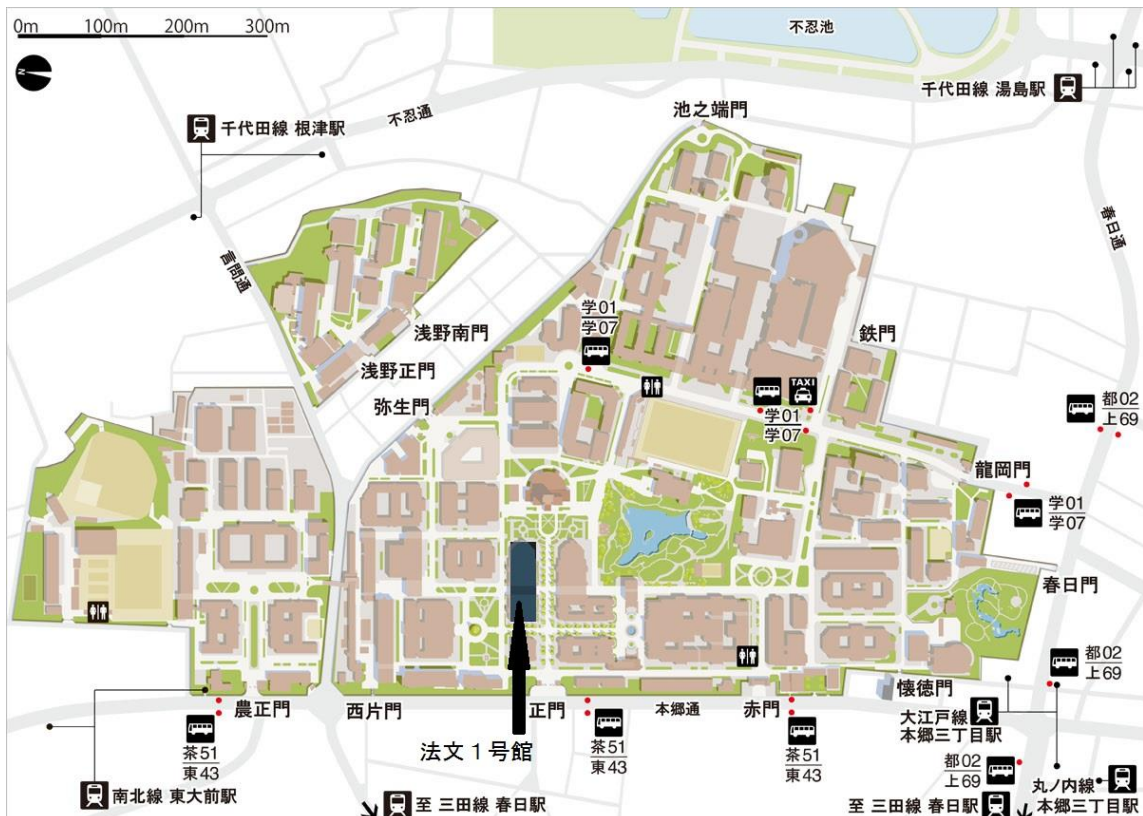 0m 100m 200m 300m
N
不忍池
千代田線 湯島駅
千代田線 根津駅
不忍通
池之端門
春日通
言問通
学01
学07
浅野南門
鉄門
浅野正門
TAXI
弥生門
学01
学07
都02
上69
龍岡門
学01
学07
春日門
都02
上69
懐徳門
農正門
西片門
正門
本郷通
赤門
大江戸線
本郷三丁目駅
茶51
東43
法文1号館
茶51
東43
茶51
東43
都02
上69
丸ノ内線
本郷三丁目駅
南北線 東大前駅
至 三田線 春日駅
至 三田線 春日駅